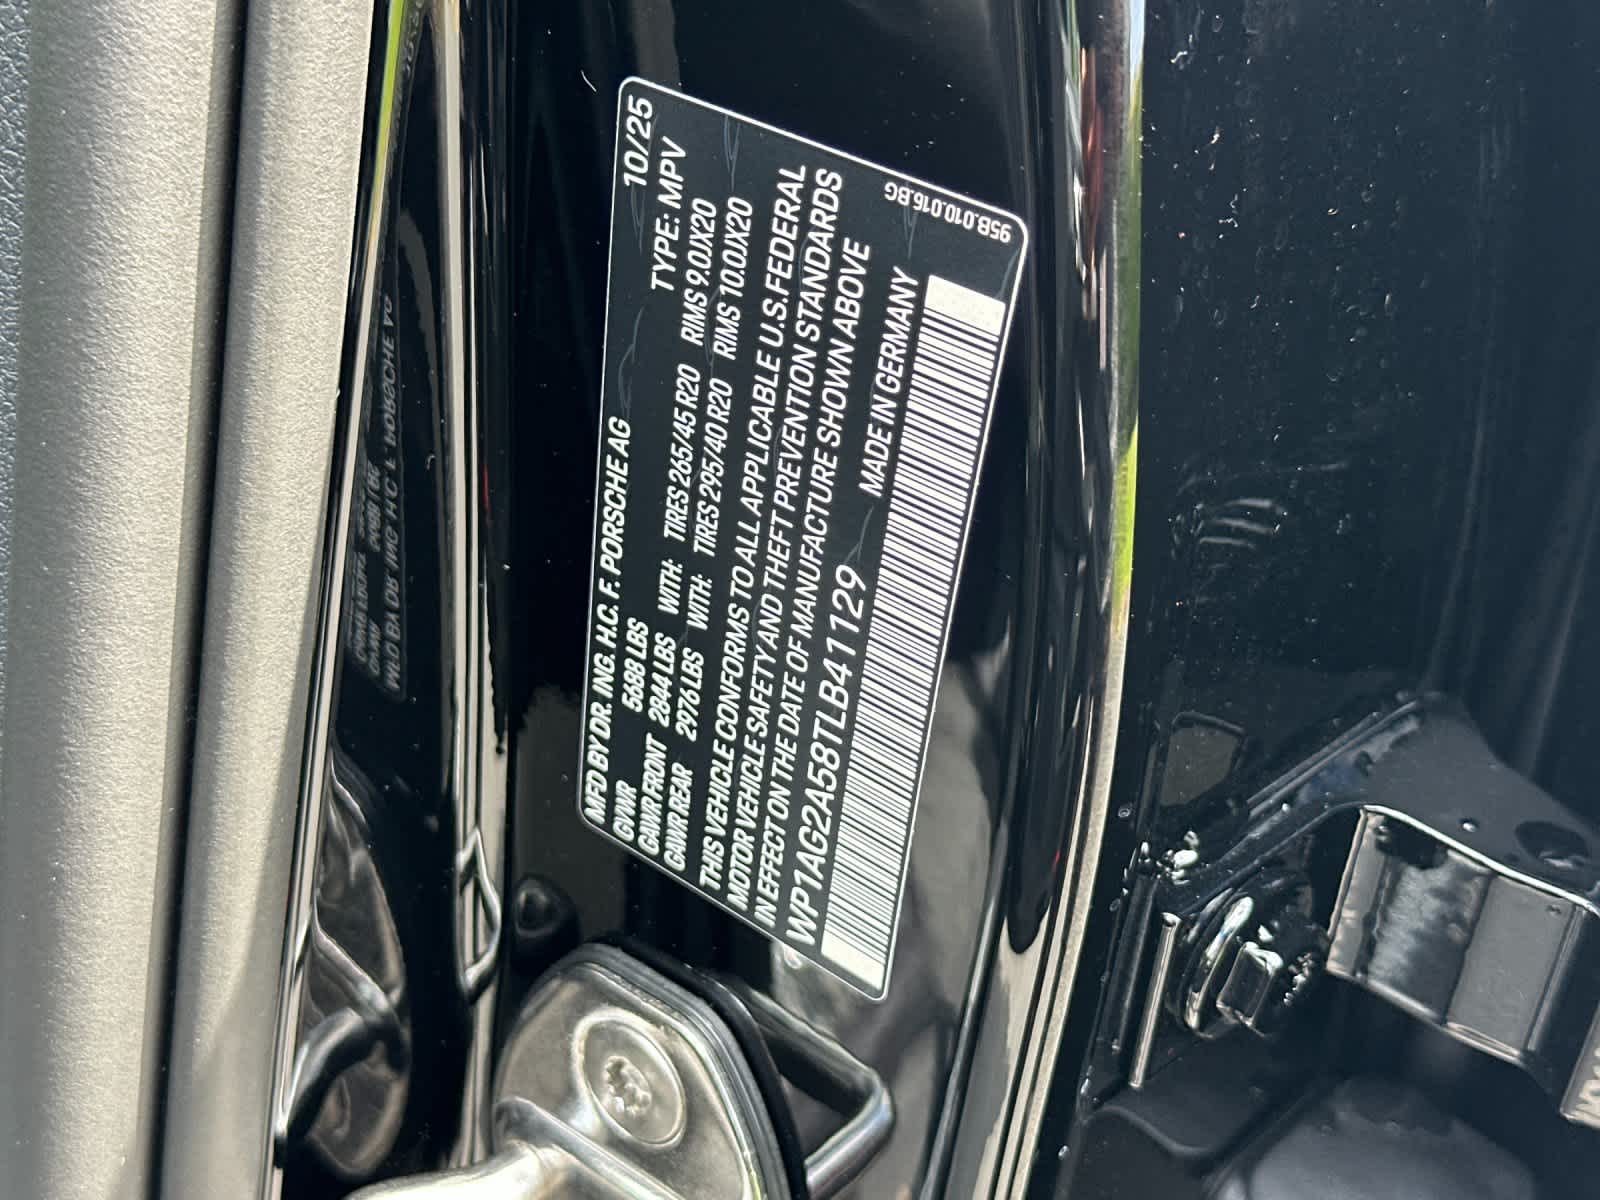 10/25
MFD BY DR. ING. H.C. F. PORSCHE AG
TYPE: MPV
GVWR 5688 LBS
GAWR FRONT 2844 LBS WITH: TIRES 265/45 R20 RIMS 9.0JX20
GAWR REAR 2976 LBS WITH: TIRES 295/40 R20 RIMS 10.0JX20
THIS VEHICLE CONFORMS TO ALL APPLICABLE U.S.FEDERAL
MOTOR VEHICLE SAFETY AND THEFT PREVENTION STANDARDS
IN EFFECT ON THE DATE OF MANUFACTURE SHOWN ABOVE
WP1AG2A58TLB41129 MADE IN GERMANY
95B.010.016.BG